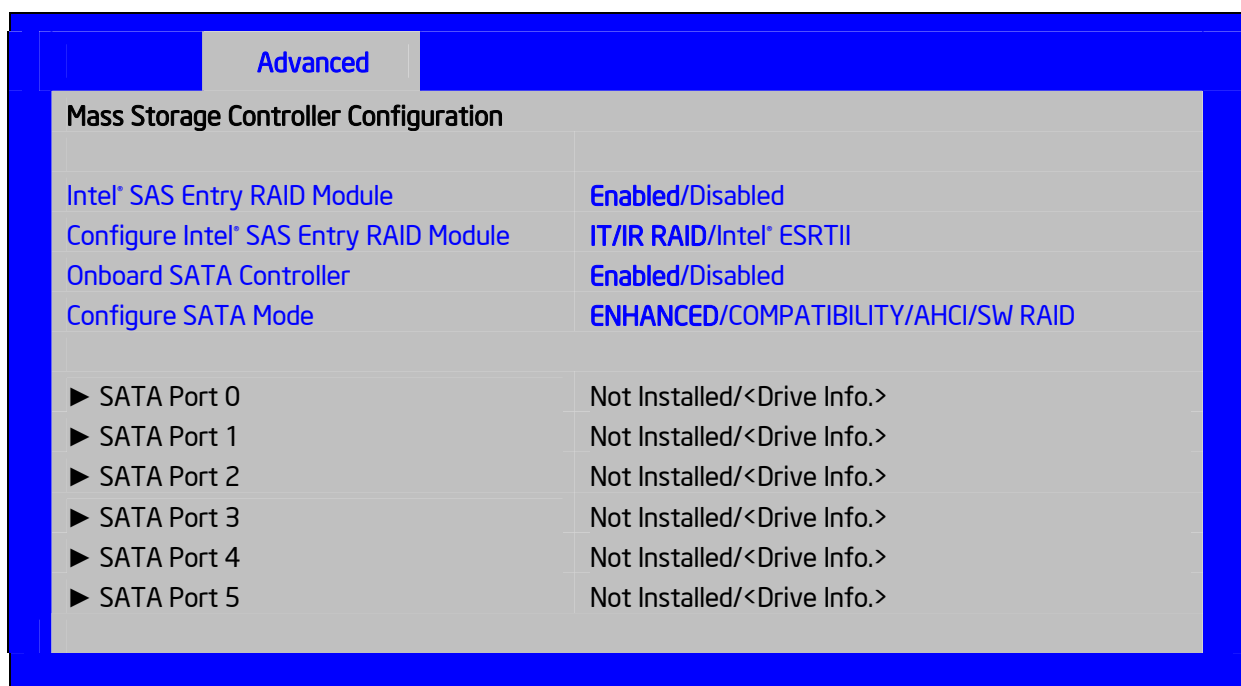 Advanced
Mass Storage Controller Configuration
Intel® SAS Entry RAID Module Enabled/Disabled
Configure Intel® SAS Entry RAID Module IT/IR RAID/Intel® ESRTII
Onboard SATA Controller Enabled/Disabled
Configure SATA Mode ENHANCED/COMPATIBILITY/AHCI/SW RAID
► SATA Port 0 Not Installed/<Drive Info.>
► SATA Port 1 Not Installed/<Drive Info.>
► SATA Port 2 Not Installed/<Drive Info.>
► SATA Port 3 Not Installed/<Drive Info.>
► SATA Port 4 Not Installed/<Drive Info.>
► SATA Port 5 Not Installed/<Drive Info.>